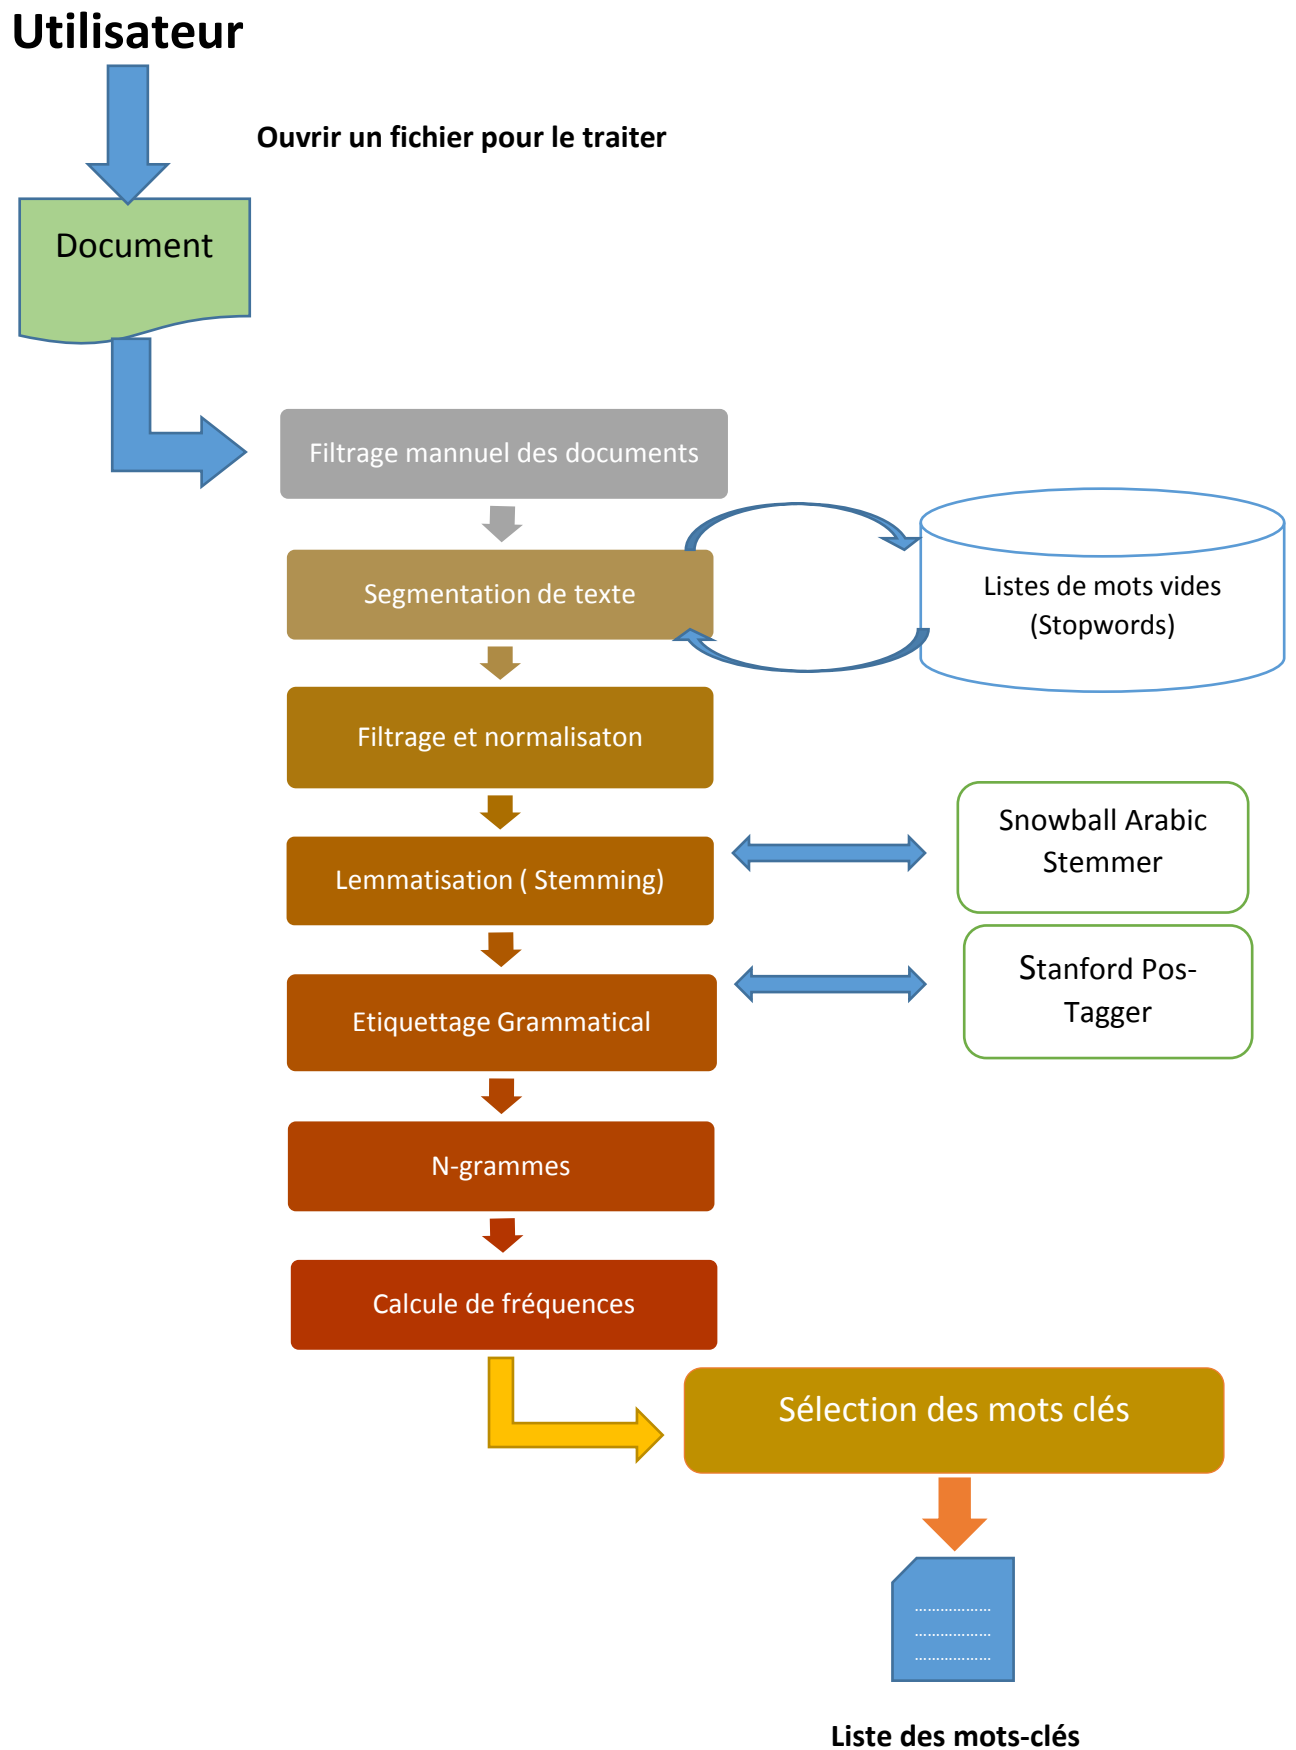 Utilisateur
Ouvrir un fichier pour le traiter
Document
Filtrage mannuel des documents
Segmentation de texte
Listes de mots vides
(Stopwords)
Filtrage et normalisaton
Snowball Arabic
Stemmer
Lemmatisation ( Stemming)
Stanford Pos-
Tagger
Etiquettage Grammatical
N-grammes
Calcule de fréquences
Sélection des mots clés
Liste des mots-clés